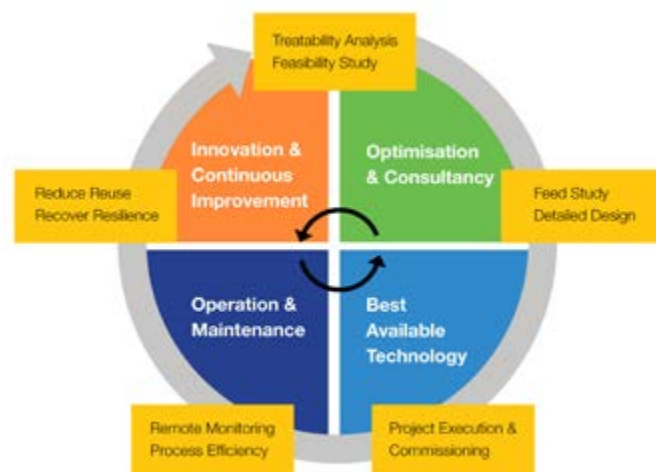 Treatability Analysis
Feasibility Study
Innovation &
Continuous
Improvement
Optimisation
& Consultancy
Reduce Reuse
Recover Resilience
Feed Study
Detailed Design
Operation &
Maintenance
Best
Available
Technology
Remote Monitoring
Process Efficiency
Project Execution &
Commissioning